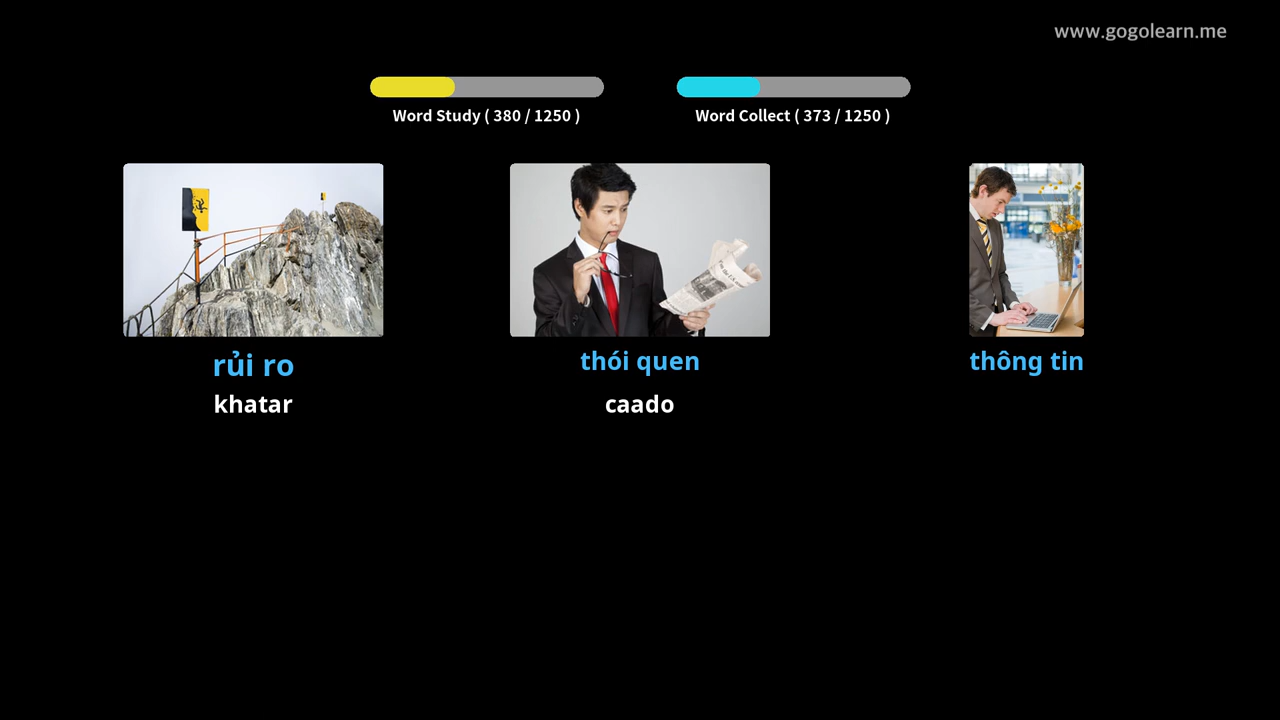 www.gogolearn.me
Word Study ( 380 / 1250 )
Word Collect ( 373 / 1250 )
rủi ro
khatar
thói quen
caado
thông tin